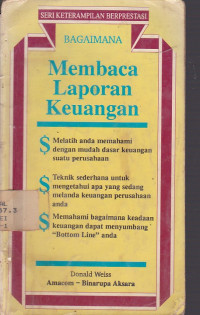 SERI KETERAMPILAN BERPRESTASI
BAGAIMANA
Membaca
Laporan
Keuangan
$ Melatih anda memahami
dengan mudah dasar keuangan
suatu perusahaan
$ Teknik sederhana untuk
mengetahui apa yang sedang
melanda keuangan perusahaan
anda
$ Memahami bagaimana keadaan
keuangan dapat menyumbang
"Bottom Line" anda
Donald Weiss
Amacom – Binarupa Aksara